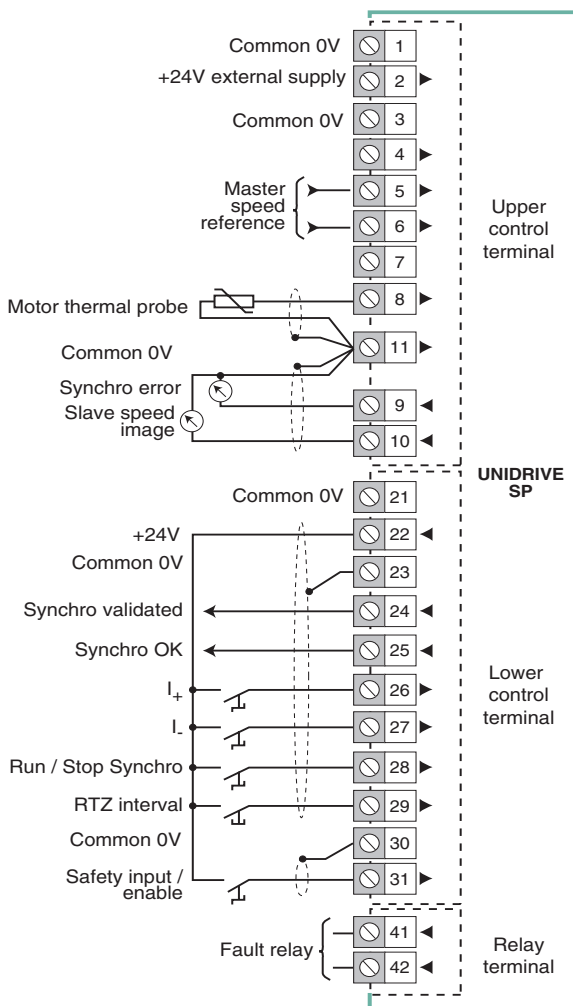 Common 0V 1
+24V external supply 2
Common 0V 3
4
Master
speed
reference
5
6
7
Upper
control
terminal
Motor thermal probe 8
Common 0V 11
Synchro error 9
Slave speed
image
10
UNIDRIVE
SP
Common 0V 21
+24V 22
Common 0V 23
Synchro validated 24
Synchro OK 25
I+ 26
I- 27
Lower
control
terminal
Run / Stop Synchro 28
RTZ interval 29
Common 0V 30
Safety input /
enable
31
Fault relay
41
42
Relay
terminal